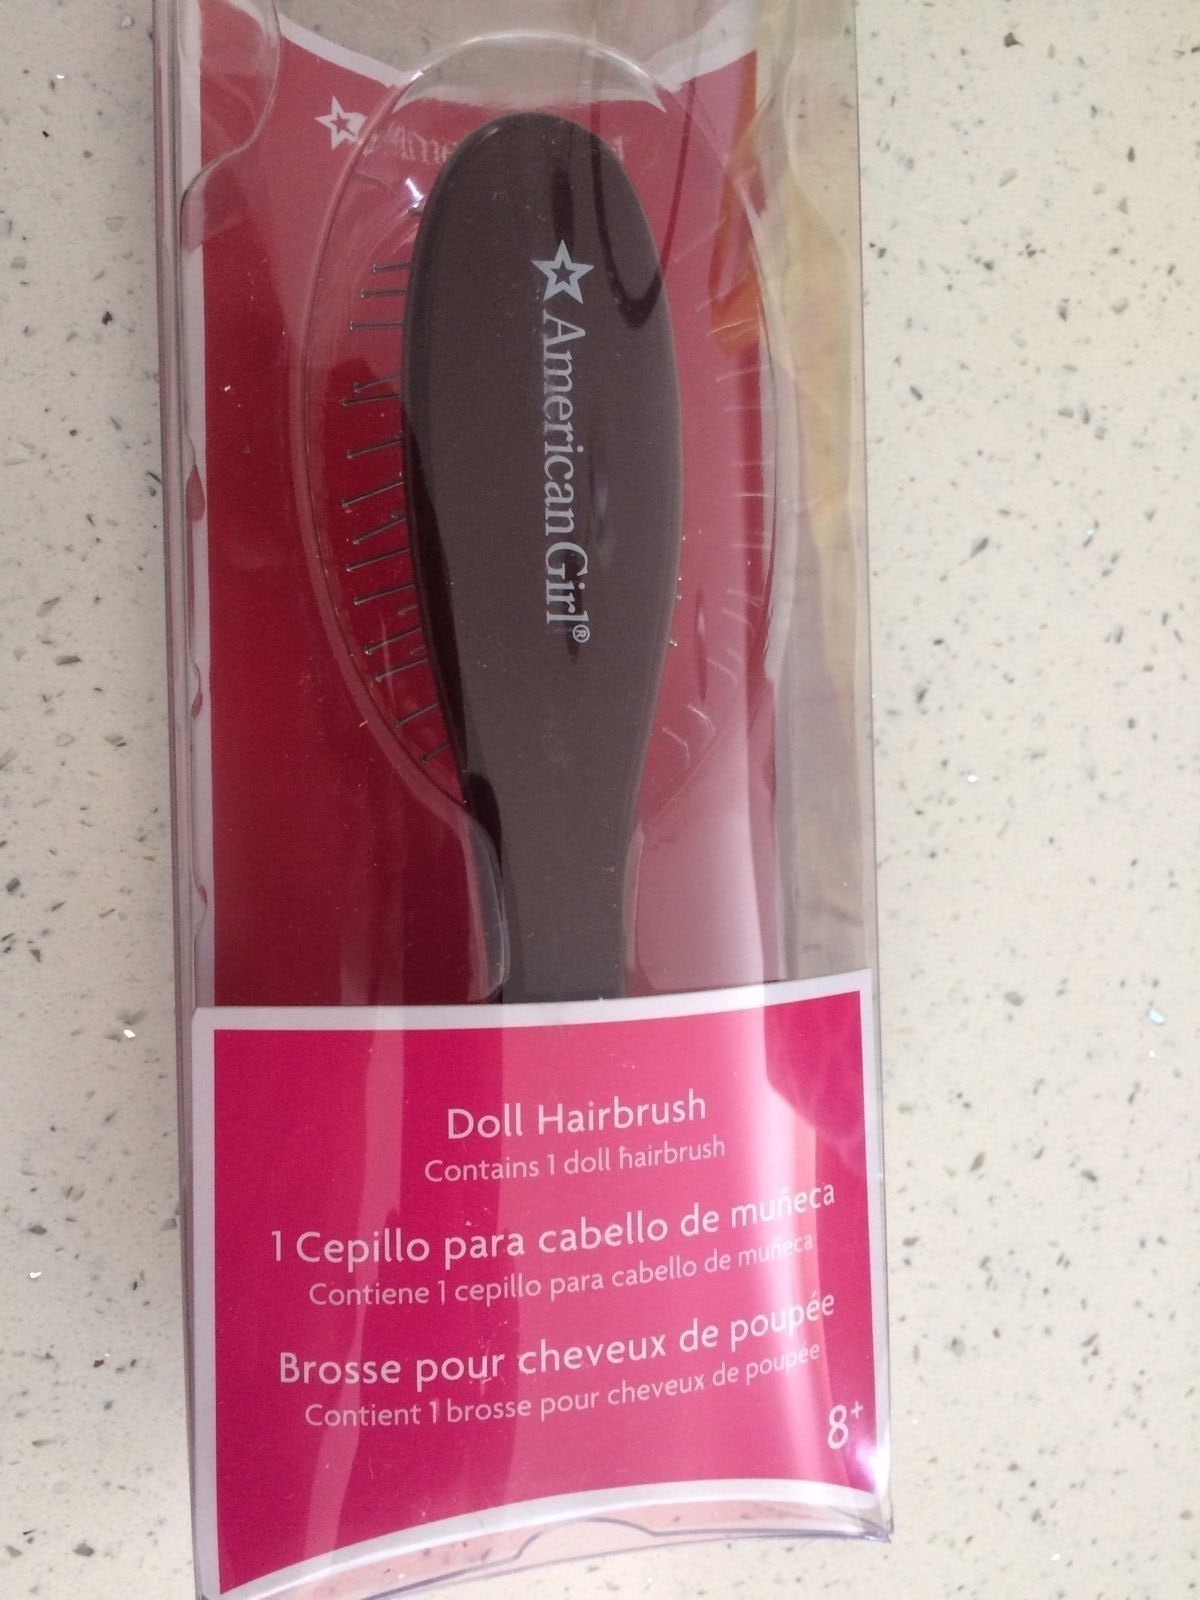 American Girl®
Doll Hairbrush
Contains 1 doll hairbrush
1 Cepillo para cabello de muñeca
Contiene 1 cepillo para cabello de muñeca
Brosse pour cheveux de poupée
Contient 1 brosse pour cheveux de poupée
8+